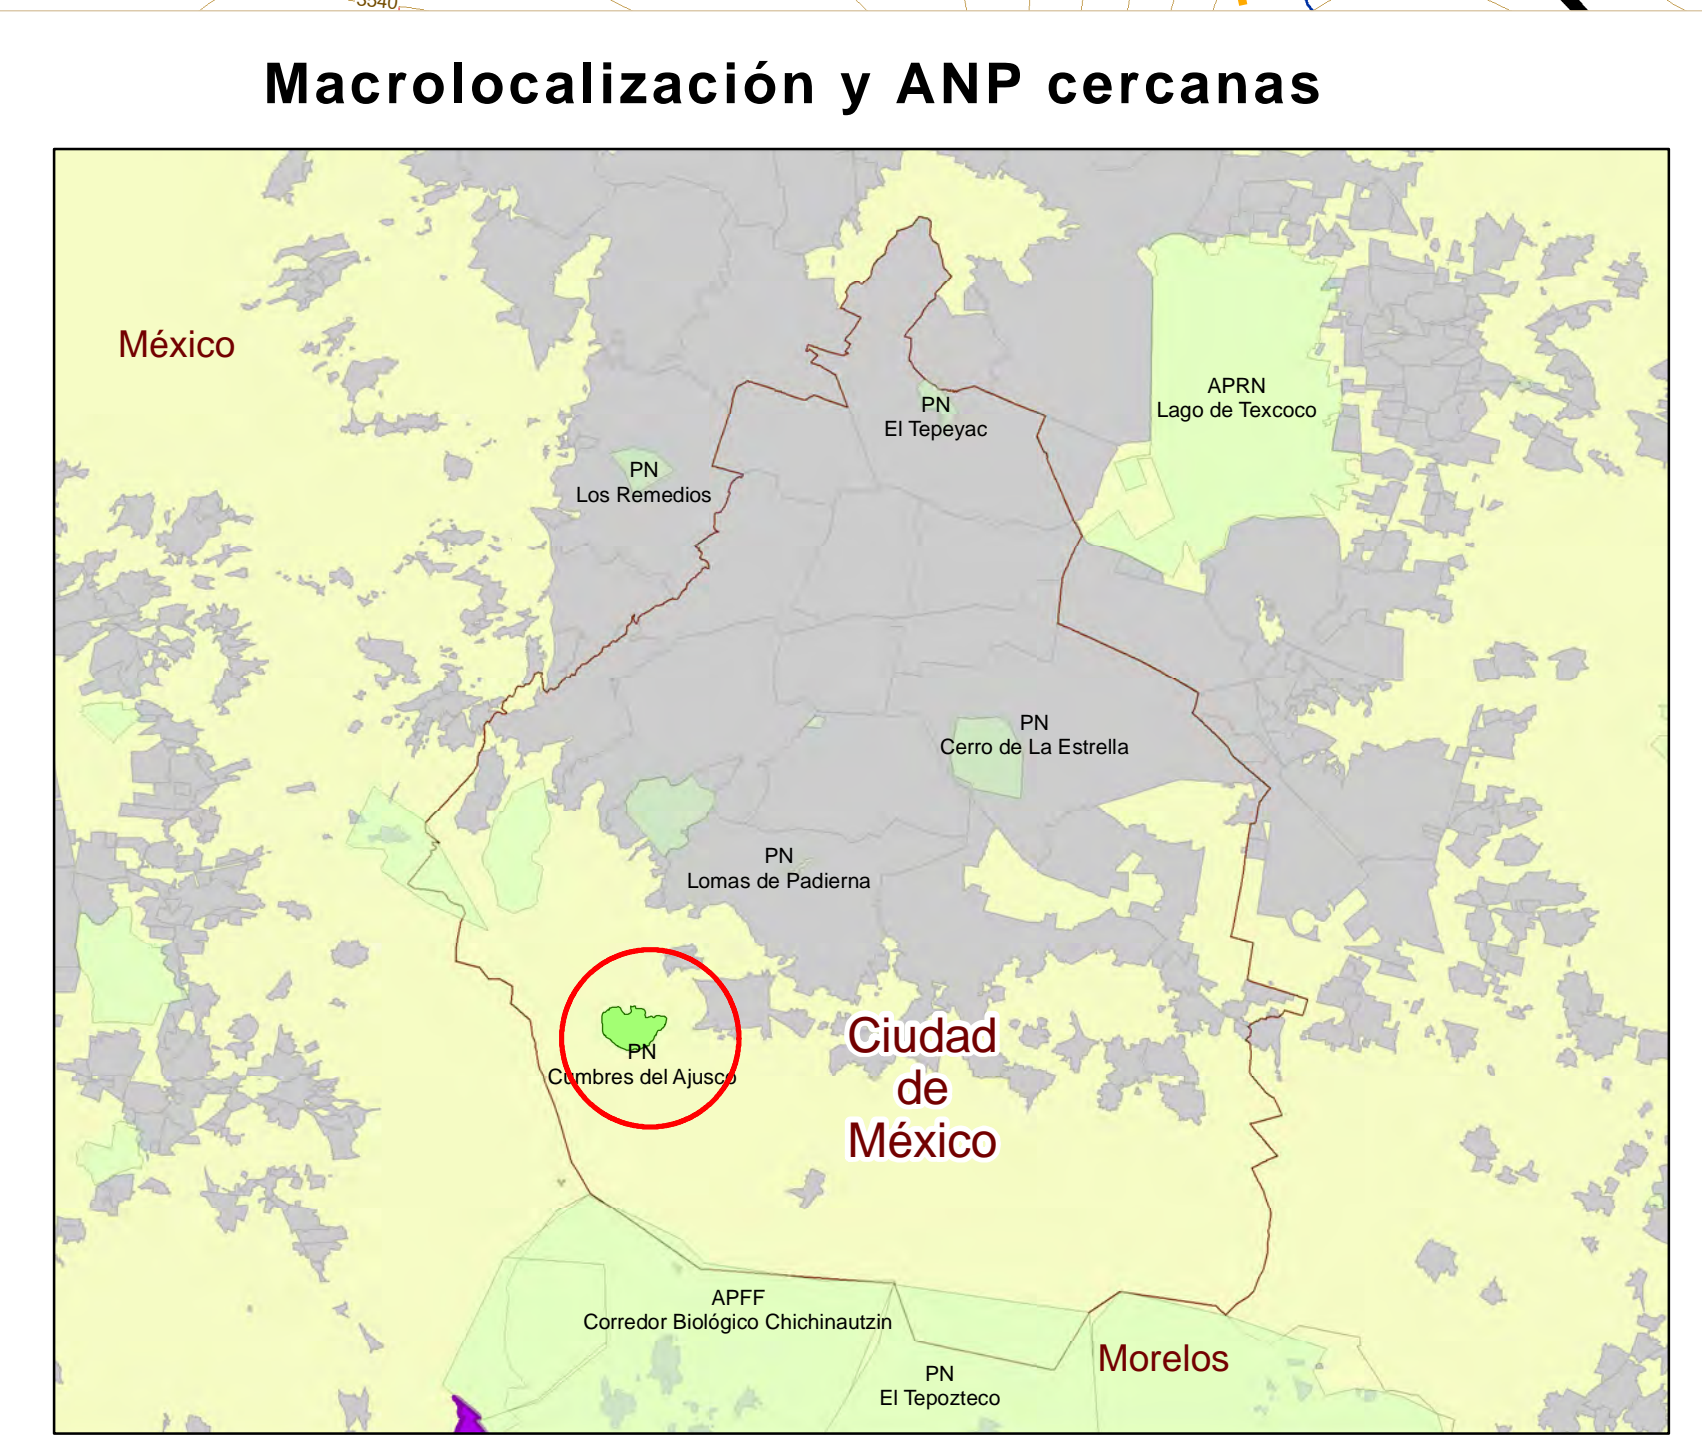 3540
Macrolocalización y ANP cercanas
México
APRN
Lago de Texcoco
PN
El Tepeyac
PN
Los Remedios
PN
Cerro de La Estrella
PN
Lomas de Padierna
PN
Cumbres del Ajusco
Ciudad
de
México
APFF
Corredor Biológico Chichinautzin
Morelos
PN
El Tepozteco